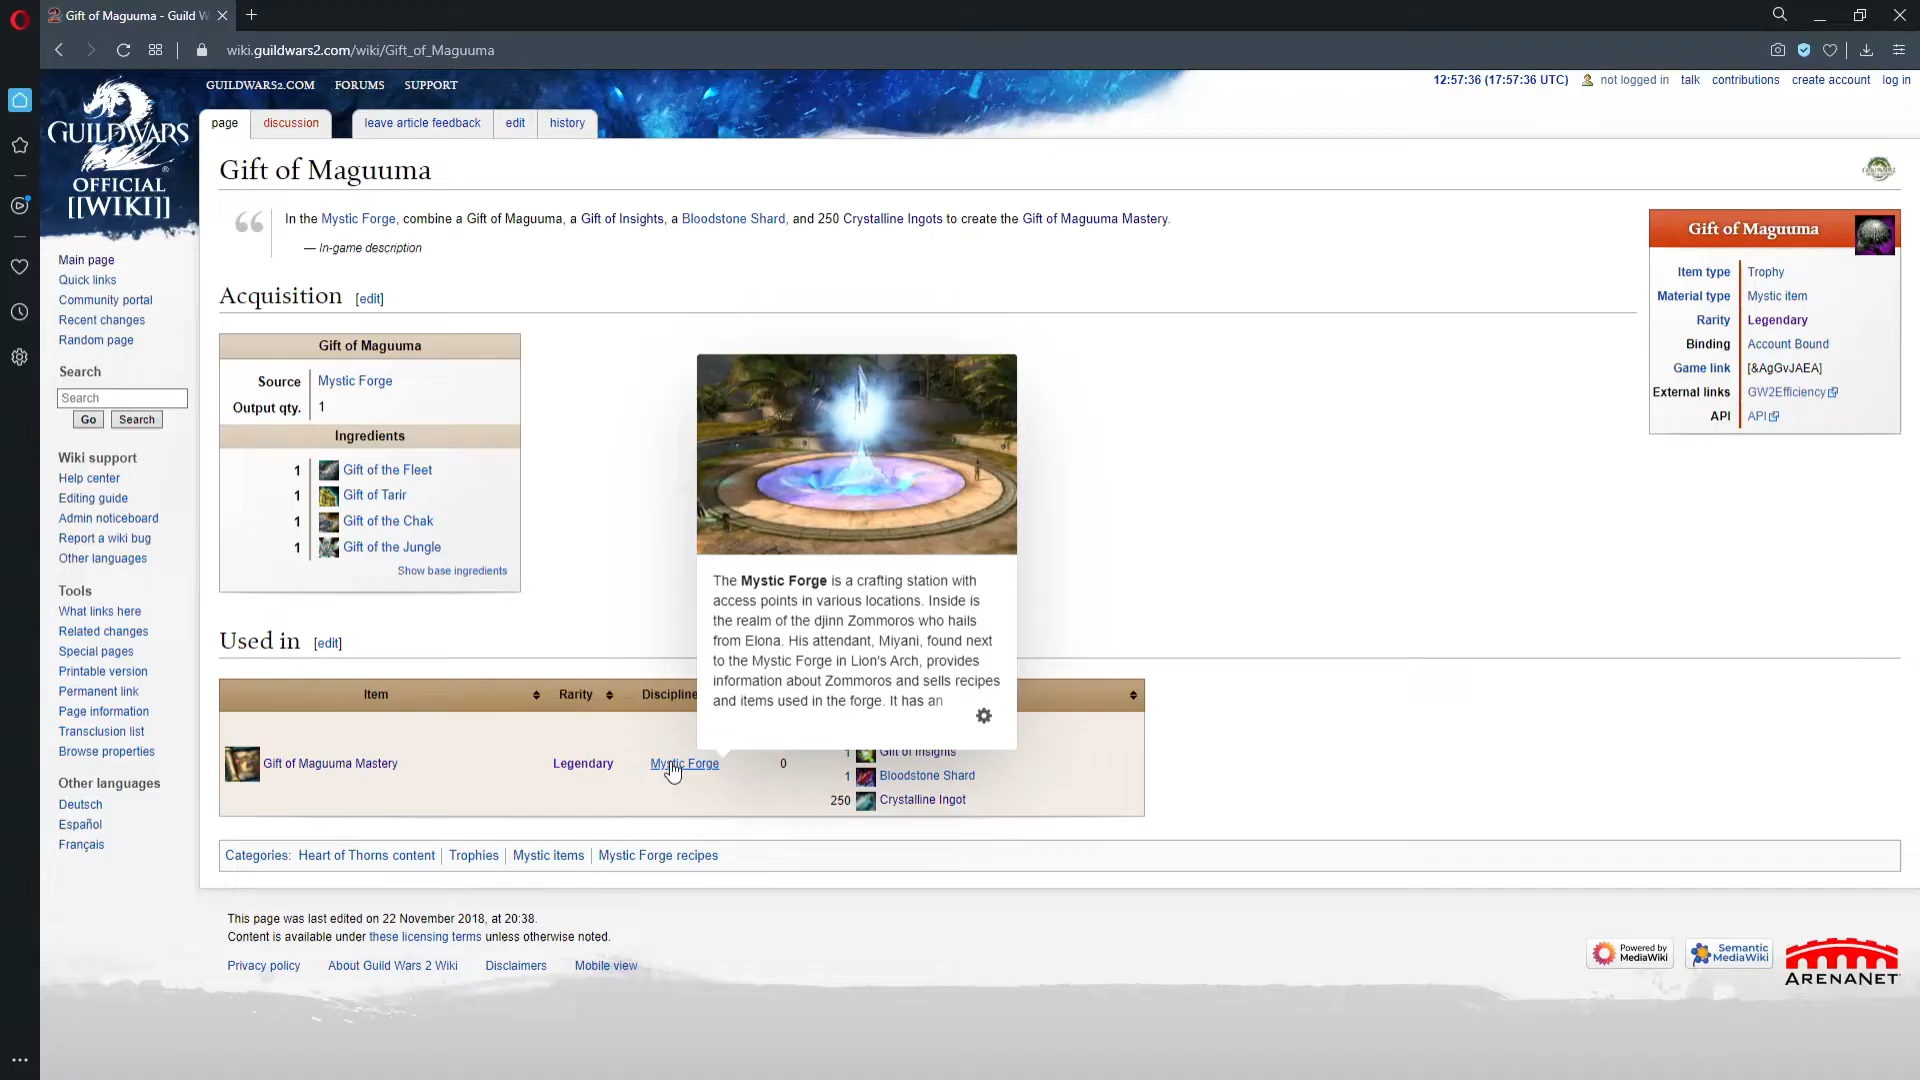 Gift of Maguuma - Guild W
wiki.guildwars2.com/wiki/Gift_of_Maguuma
GUILDWARS2.COM FORUMS SUPPORT
12:57:36 (17:57:36 UTC) not logged in talk contributions create account log in
page discussion leave article feedback edit history
GUILDWARS
OFFICIAL
[[WIKI]]
Main page
Quick links
Community portal
Recent changes
Random page
Search
Search
Go Search
Wiki support
Help center
Editing guide
Admin noticeboard
Report a wiki bug
Other languages
Tools
What links here
Related changes
Special pages
Printable version
Permanent link
Page information
Transclusion list
Browse properties
Other languages
Deutsch
Español
Français
Gift of Maguuma
In the Mystic Forge, combine a Gift of Maguuma, a Gift of Insights, a Bloodstone Shard, and 250 Crystalline Ingots to create the Gift of Maguuma Mastery.
— In-game description
Gift of Maguuma
Item type Trophy
Material type Mystic item
Rarity Legendary
Binding Account Bound
Game link [&AgGvJAEA]
External links GW2Efficiency
API API
Acquisition [edit]
Gift of Maguuma
Source Mystic Forge
Output qty. 1
Ingredients
1 Gift of the Fleet
1 Gift of Tarir
1 Gift of the Chak
1 Gift of the Jungle
Show base ingredients
The Mystic Forge is a crafting station with
access points in various locations. Inside is
the realm of the djinn Zommoros who hails
from Elona. His attendant, Miyani, found next
to the Mystic Forge in Lion's Arch, provides
information about Zommoros and sells recipes
and items used in the forge. It has an
Used in [edit]
Item Rarity Discipline
Gift of Maguuma Mastery Legendary Mystic Forge 0
1 Gift of Insights
1 Bloodstone Shard
250 Crystalline Ingot
Categories: Heart of Thorns content Trophies Mystic items Mystic Forge recipes
This page was last edited on 22 November 2018, at 20:38.
Content is available under these licensing terms unless otherwise noted.
Privacy policy About Guild Wars 2 Wiki Disclaimers Mobile view
Powered by
MediaWiki
Semantic
MediaWiki
ARENANET